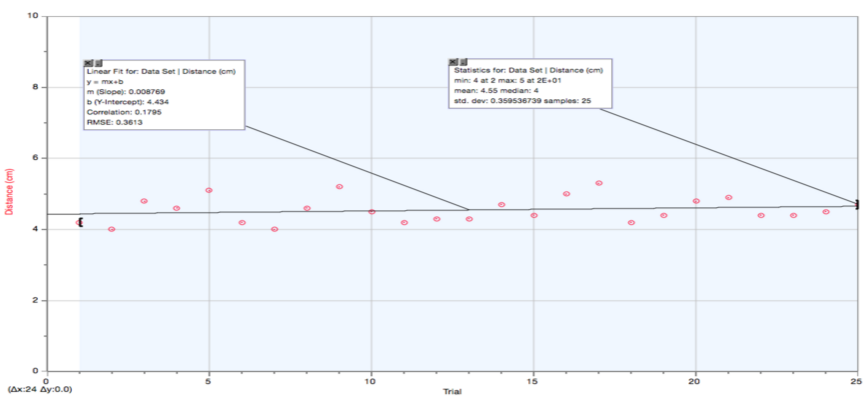 10
8
6
4
2
0
Distance (cm)
Linear Fit for: Data Set | Distance (cm)
y = mx+b
m (Slope): 0.008769
b (Y-Intercept): 4.434
Correlation: 0.1795
RMSE: 0.3613
Statistics for: Data Set | Distance (cm)
min: 4 at 2 max: 5 at 2E+01
mean: 4.55 median: 4
std. dev: 0.359536739 samples: 25
0 5 10 15 20 25
(Δx:24 Δy:0.0)
Trial